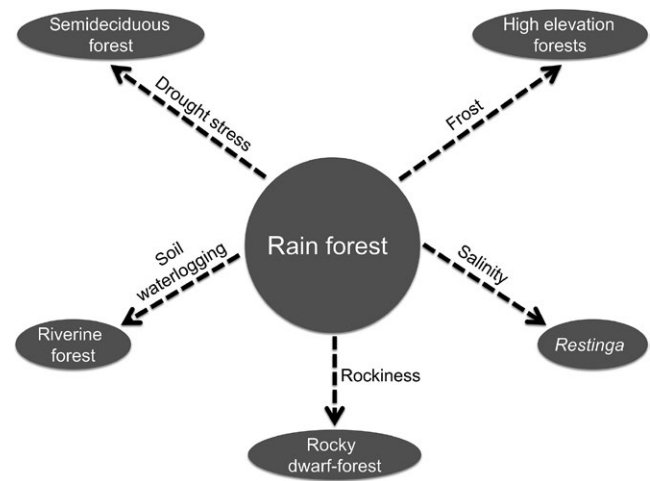 Semideciduous
forest
High elevation
forests
Drought stress
Frost
Rain forest
Soil
waterlogging
Salinity
Riverine
forest
Restinga
Rockiness
Rocky
dwarf-forest